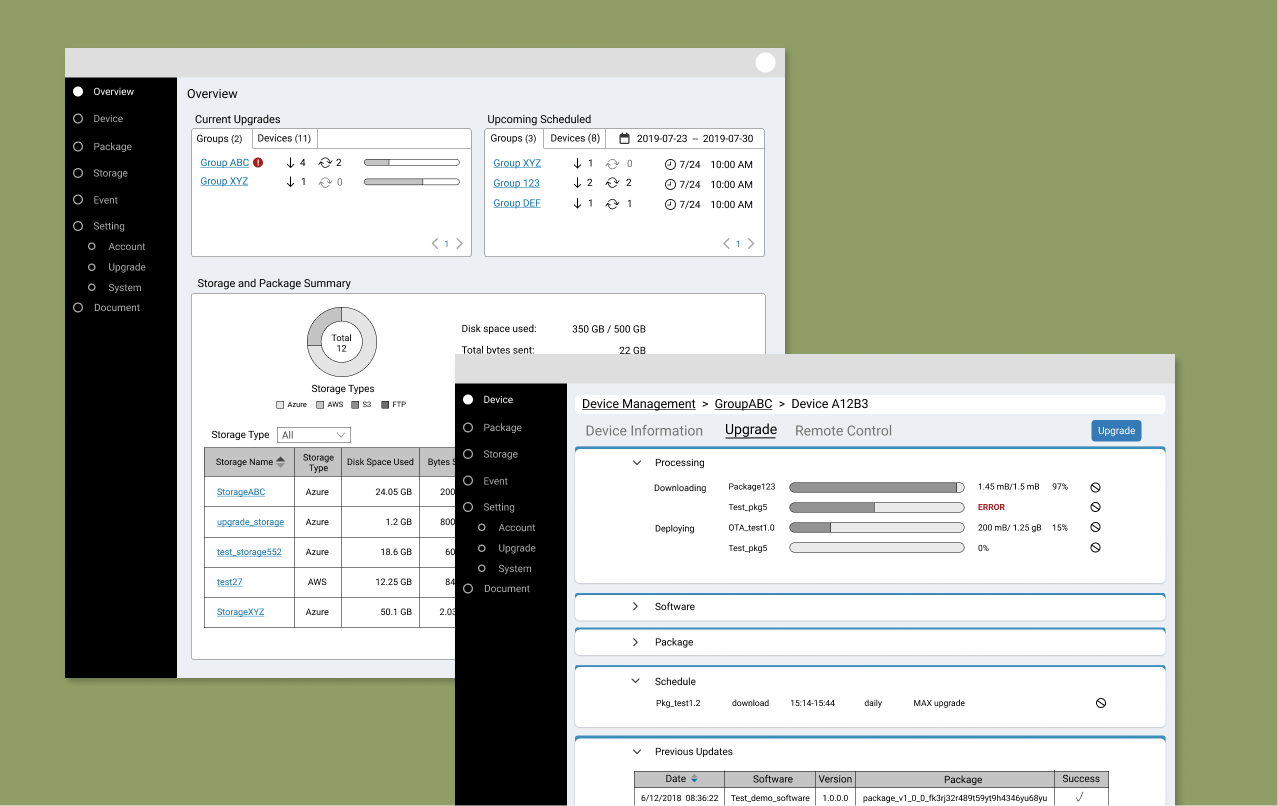 Overview
Device
Package
Storage
Event
Setting
Account
Upgrade
System
Document
Overview
Current Upgrades
Groups (2) Devices (11)
Group ABC 4 2
Group XYZ 1 0
1
Upcoming Scheduled
Groups (3) Devices (8) 2019-07-23 -- 2019-07-30
Group XYZ 1 0 7/24 10:00 AM
Group 123 2 2 7/24 10:00 AM
Group DEF 1 1 7/24 10:00 AM
1
Storage and Package Summary
Total
12
Storage Types
Azure AWS S3 FTP
Disk space used: 350 GB / 500 GB
Total bytes sent: 22 GB
Storage Type All
Storage Name Storage Type Disk Space Used Bytes S
StorageABC Azure 24.05 GB 200
upgrade_storage Azure 1.2 GB 800
test_storage552 Azure 18.6 GB 60
test27 AWS 12.25 GB 84
StorageXYZ Azure 50.1 GB 2.03
Device
Package
Storage
Event
Setting
Account
Upgrade
System
Document
Device Management > GroupABC > Device A12B3
Device Information Upgrade Remote Control Upgrade
Processing
Downloading Package123 1.45 mB/1.5 mB 97%
Test_pkg5 ERROR
Deploying OTA_test1.0 200 mB/ 1.25 gB 15%
Test_pkg5 0%
Software
Package
Schedule
Pkg_test1.2 download 15:14-15:44 daily MAX upgrade
Previous Updates
Date Software Version Package Success
6/12/2018 08:36:22 Test_demo_software 1.0.0.0 package_v1_0_0_fk3rj32r489t59yt9h4346yu68yu